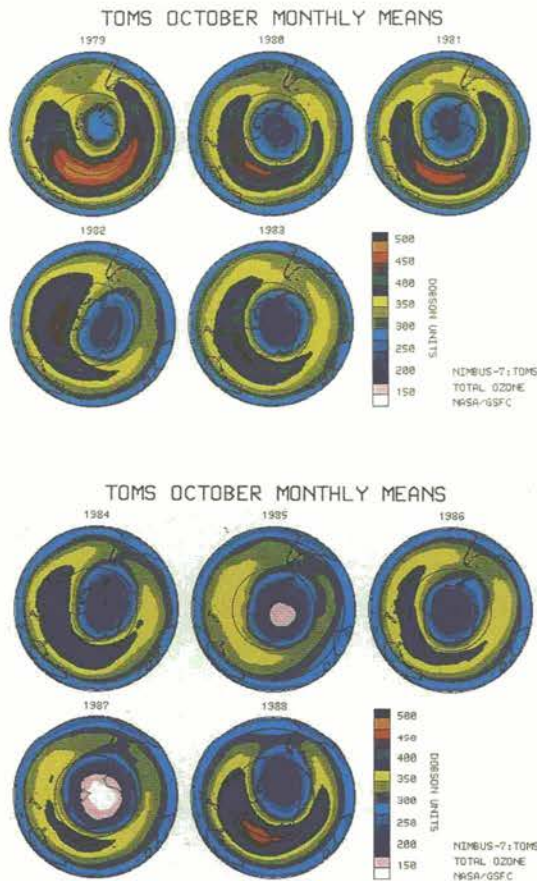 TOMS OCTOBER MONTHLY MEANS
1979
1980
1981
1982
1983
500
450
400
350
300
250
200
150
DOBSON UNITS
NIMBUS-7:TOMS
TOTAL OZONE
NASA/GSFC
TOMS OCTOBER MONTHLY MEANS
1984
1985
1986
1987
1988
500
450
400
350
300
250
200
150
DOBSON UNITS
NIMBUS-7:TOMS
TOTAL OZONE
NASA/GSFC